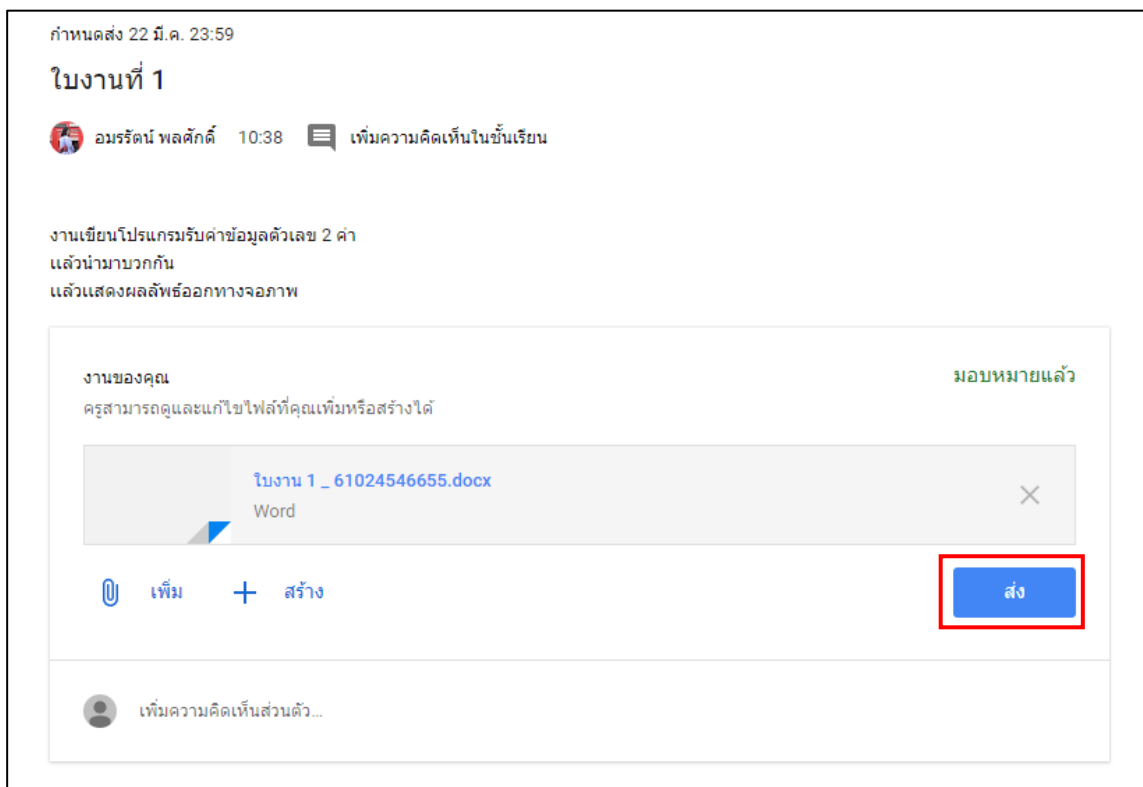 กำหนดส่ง 22 มี.ค. 23:59
ใบงานที่ 1
อมรรัตน์ พลศักดิ์ 10:38 เพิ่มความคิดเห็นในชั้นเรียน
งานเขียนโปรแกรมรับค่าข้อมูลตัวเลข 2 ค่า
แล้วนำมาบวกกัน
แล้วแสดงผลลัพธ์ออกทางจอภาพ
งานของคุณ มอบหมายแล้ว
ครูสามารถดูและแก้ไขไฟล์ที่คุณเพิ่มหรือสร้างได้
ใบงาน 1 _ 61024546655.docx
Word
เพิ่ม สร้าง ส่ง
เพิ่มความคิดเห็นส่วนตัว...